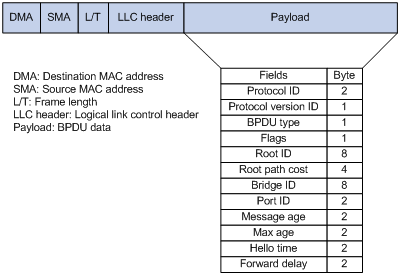 DMA SMA L/T LLC header Payload
DMA: Destination MAC address
SMA: Source MAC address
L/T: Frame length
LLC header: Logical link control header
Payload: BPDU data
Fields Byte
Protocol ID 2
Protocol version ID 1
BPDU type 1
Flags 1
Root ID 8
Root path cost 4
Bridge ID 8
Port ID 2
Message age 2
Max age 2
Hello time 2
Forward delay 2